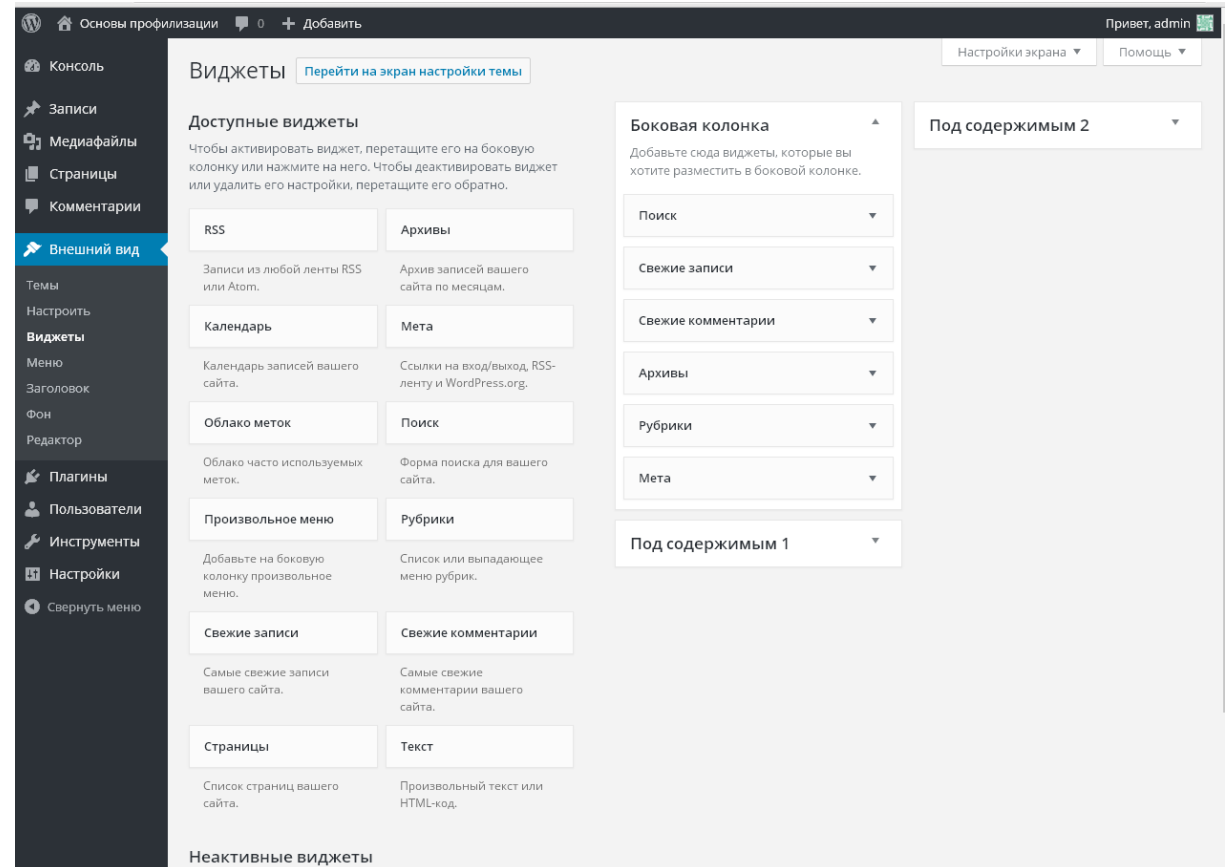 Основы профилизации 0 Добавить Привет, admin
Консоль
Записи
Медиафайлы
Страницы
Комментарии
Внешний вид
Темы
Настроить
Виджеты
Меню
Заголовок
Фон
Редактор
Плагины
Пользователи
Инструменты
Настройки
Свернуть меню
Настройки экрана Помощь
Виджеты Перейти на экран настройки темы
Доступные виджеты
Чтобы активировать виджет, перетащите его на боковую
колонку или нажмите на него. Чтобы деактивировать виджет
или удалить его настройки, перетащите его обратно.
RSS
Записи из любой ленты RSS
или Atom.
Архивы
Архив записей вашего
сайта по месяцам.
Календарь
Календарь записей вашего
сайта.
Мета
Ссылки на вход/выход, RSS-
ленту и WordPress.org.
Облако меток
Облако часто используемых
меток.
Поиск
Форма поиска для вашего
сайта.
Произвольное меню
Добавьте на боковую
колонку произвольное
меню.
Рубрики
Список или выпадающее
меню рубрик.
Свежие записи
Самые свежие записи
вашего сайта.
Свежие комментарии
Самые свежие
комментарии вашего
сайта.
Страницы
Список страниц вашего
сайта.
Текст
Произвольный текст или
HTML-код.
Неактивные виджеты
Боковая колонка
Добавьте сюда виджеты, которые вы
хотите разместить в боковой колонке.
Поиск
Свежие записи
Свежие комментарии
Архивы
Рубрики
Мета
Под содержимым 1
Под содержимым 2